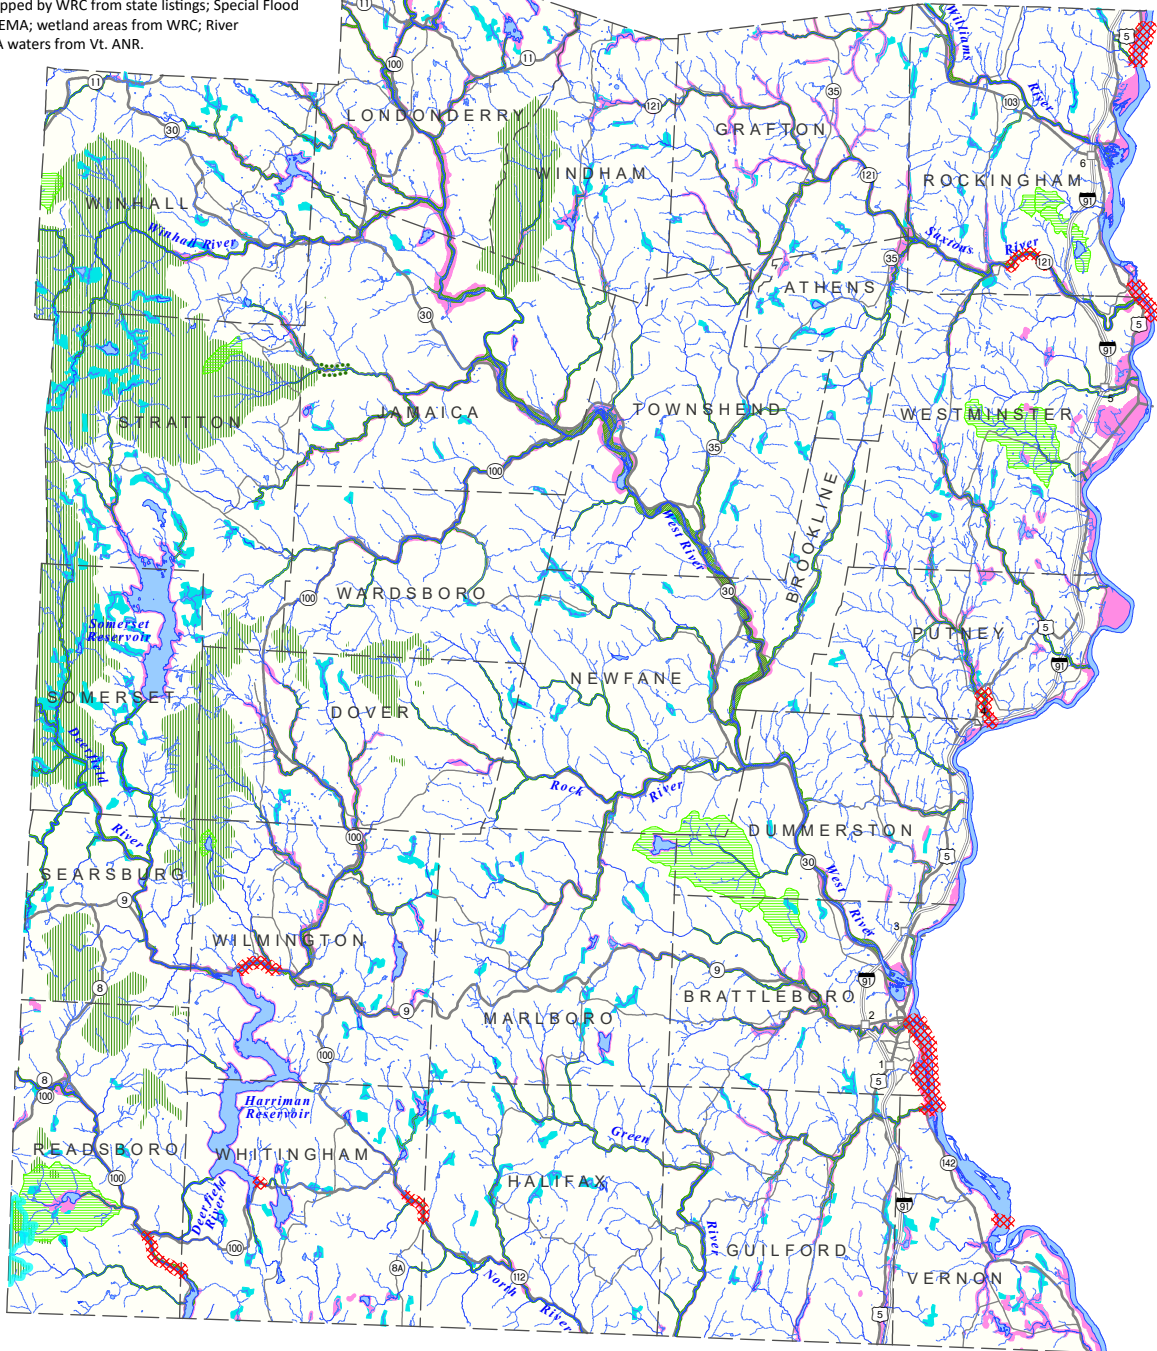 pped by WRC from state listings; Special Flood
EMA; wetland areas from WRC; River
A waters from Vt. ANR.
11
Williams
5
100
11
11
35
121
103
River
30
LONDONDERRY
GRAFTON
WINDHAM
6
121
ROCKINGHAM
91
WINHALL
Winhall River
Saxtons
River
121
35
ATHENS
30
5
91
STRATTON
JAMAICA
TOWNSHEND
WESTMINSTER
5
35
100
West River
BROOKLINE
30
100
WARDSBORO
Somerset
Reservoir
PUTNEY
5
91
NEWFANE
SOMERSET
DOVER
4
Deerfield
Rock
River
River
DUMMERSTON
100
5
30
SEARSBURG
West
River
9
3
WILMINGTON
9
91
8
BRATTLEBORO
9
MARLBORO
2
100
1
8
100
5
Harriman
Reservoir
Green
READSBORO
WHITINGHAM
142
100
HALIFAX
Deerfield
River
91
River
100
GUILFORD
8A
112
North
River
VERNON
5